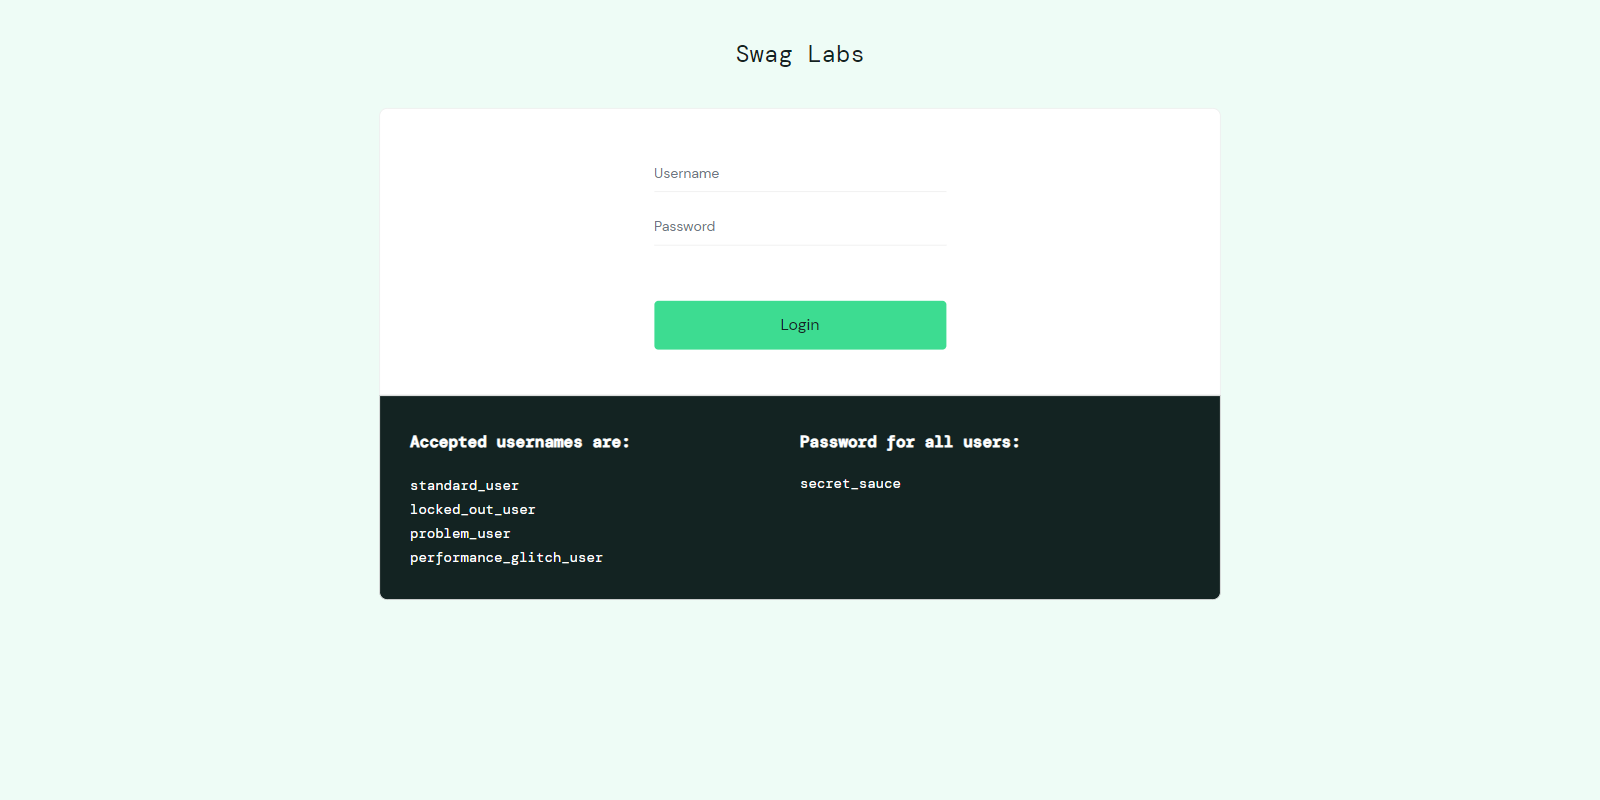 Swag Labs
Username
Password
Login
Accepted usernames are:
standard_user
locked_out_user
problem_user
performance_glitch_user
Password for all users:
secret_sauce